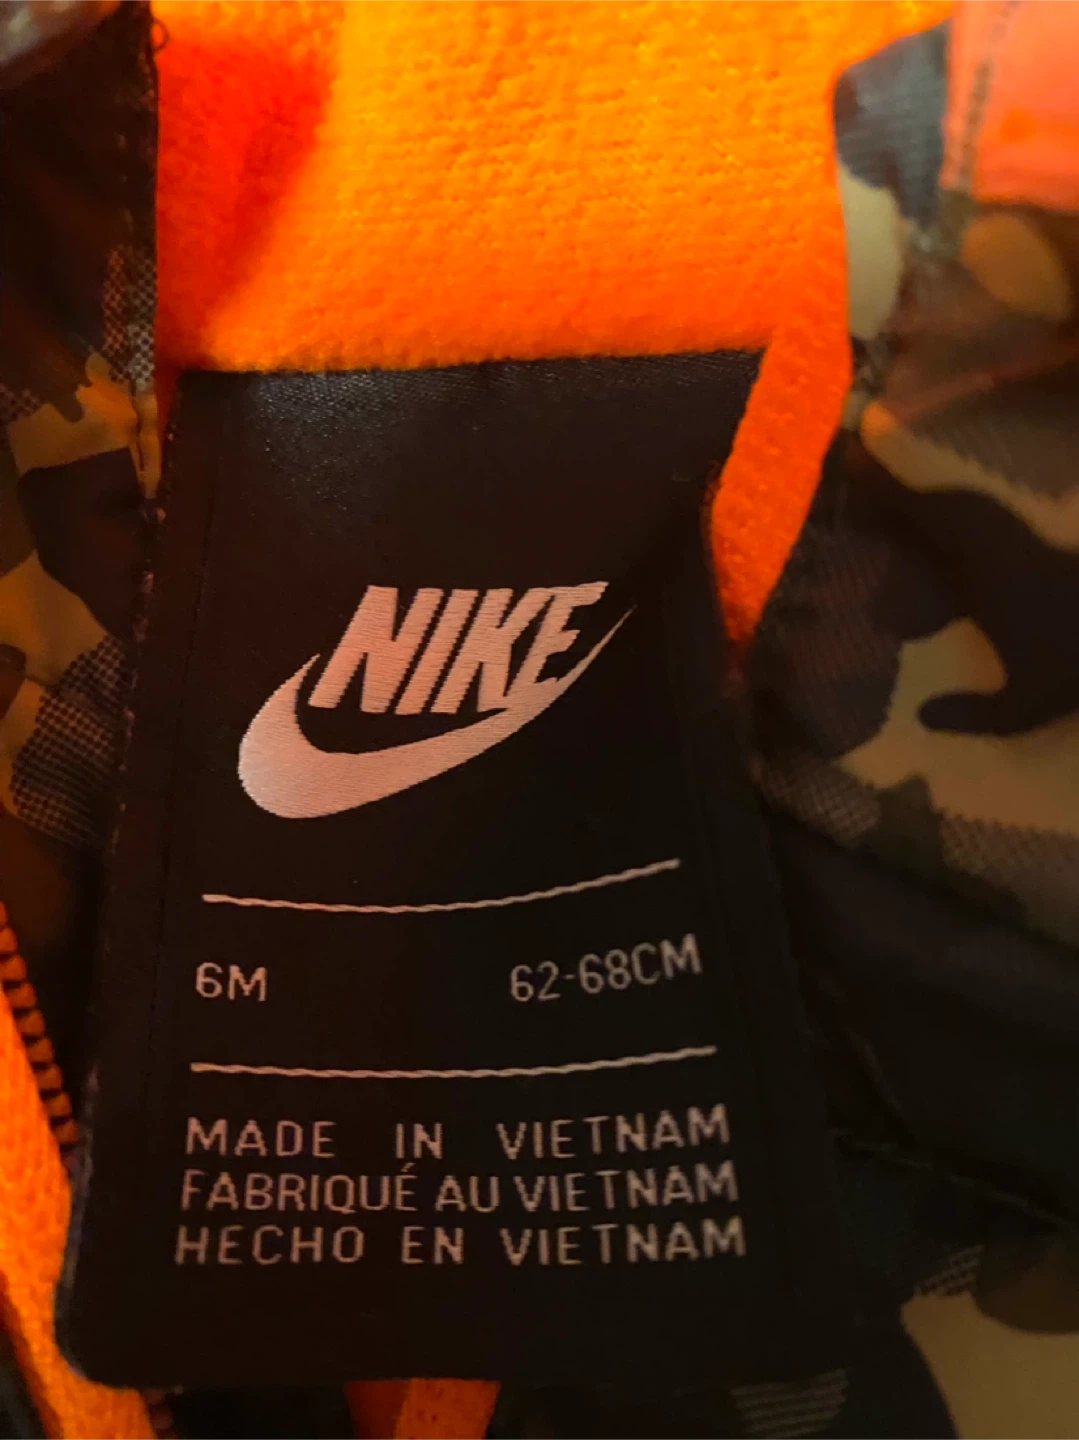 NIKE
6M 62-68CM
MADE IN VIETNAM
FABRIQUÉ AU VIETNAM
HECHO EN VIETNAM